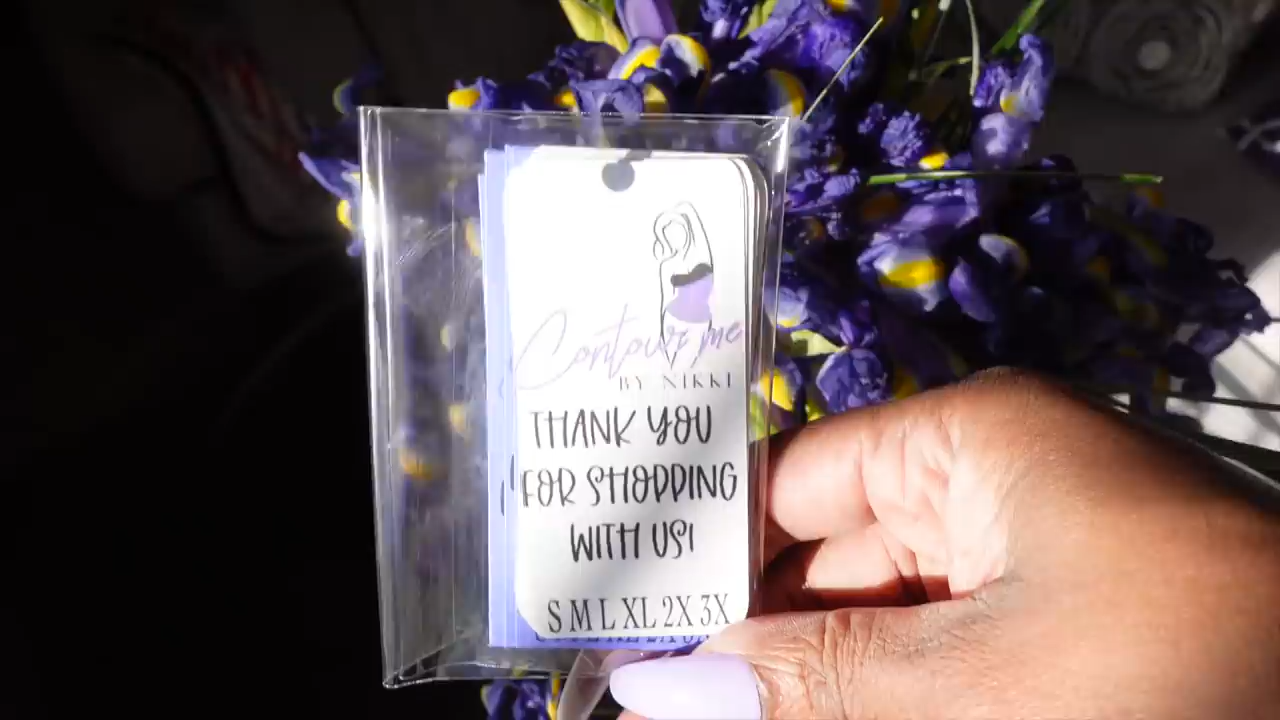 Contour me
BY NIKKI
THANK YOU
FOR SHOPPING
WITH US!
S M L XL 2X 3X